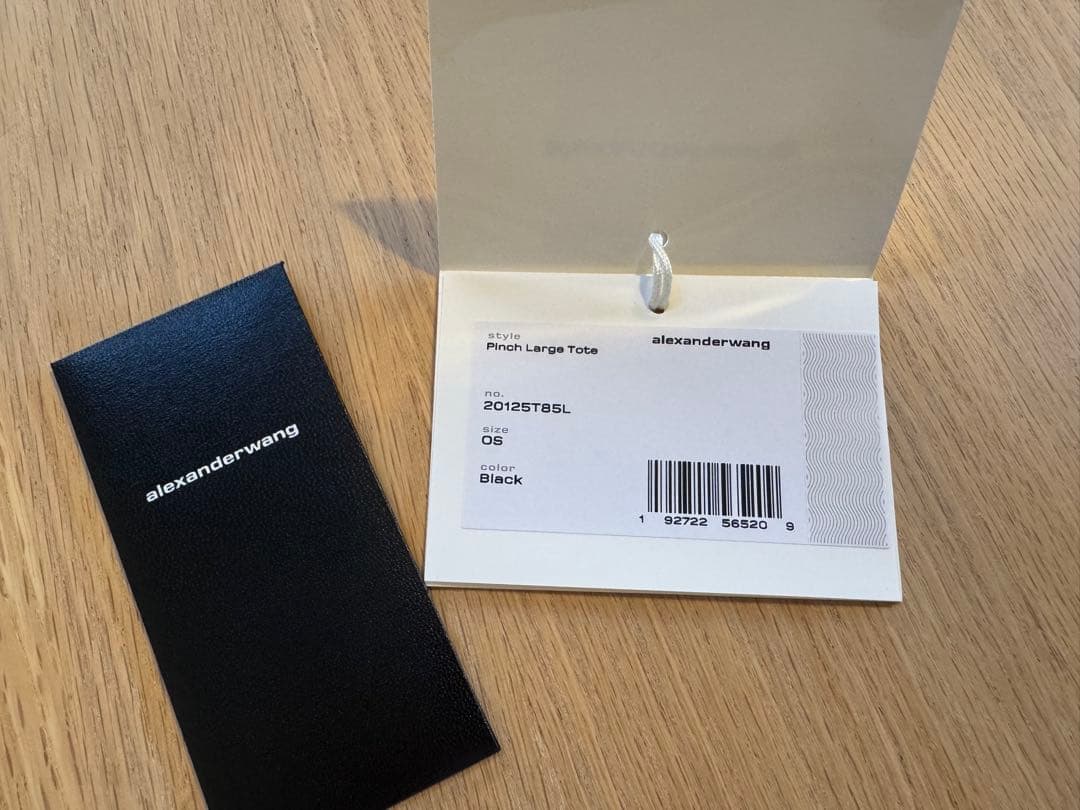 alexanderwang
style
Pinch Large Tote
alexanderwang
no.
20125T85L
size
OS
color
Black
1 92722 56520 9